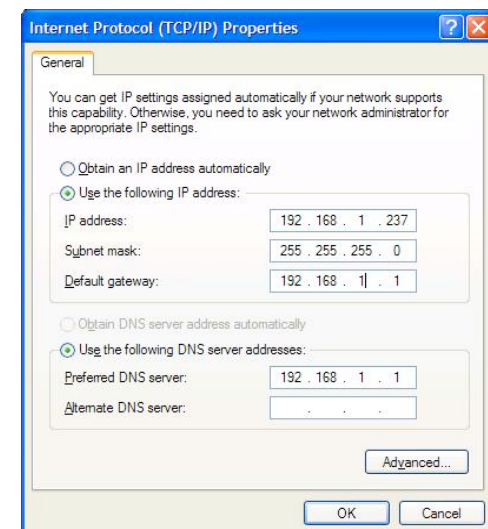 Internet Protocol (TCP/IP) Properties
General
You can get IP settings assigned automatically if your network supports
this capability. Otherwise, you need to ask your network administrator for
the appropriate IP settings.
Obtain an IP address automatically
Use the following IP address:
IP address: 192 . 168 . 1 . 237
Subnet mask: 255 . 255 . 255 . 0
Default gateway: 192 . 168 . 1 . 1
Obtain DNS server address automatically
Use the following DNS server addresses:
Preferred DNS server: 192 . 168 . 1 . 1
Alternate DNS server: . . .
Advanced...
OK Cancel